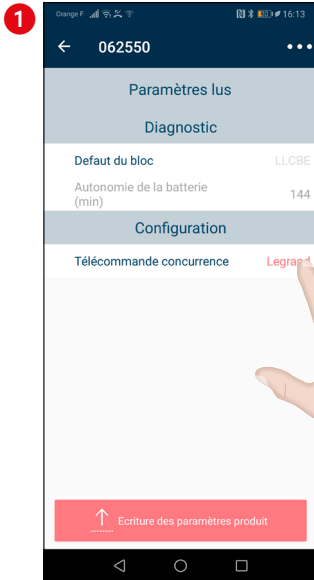 1
Orange F 16:13
062550
Paramètres lus
Diagnostic
Defaut du bloc LLCBE
Autonomie de la batterie
(min) 144
Configuration
Télécommande concurrence Legrand
Ecriture des paramètres produit